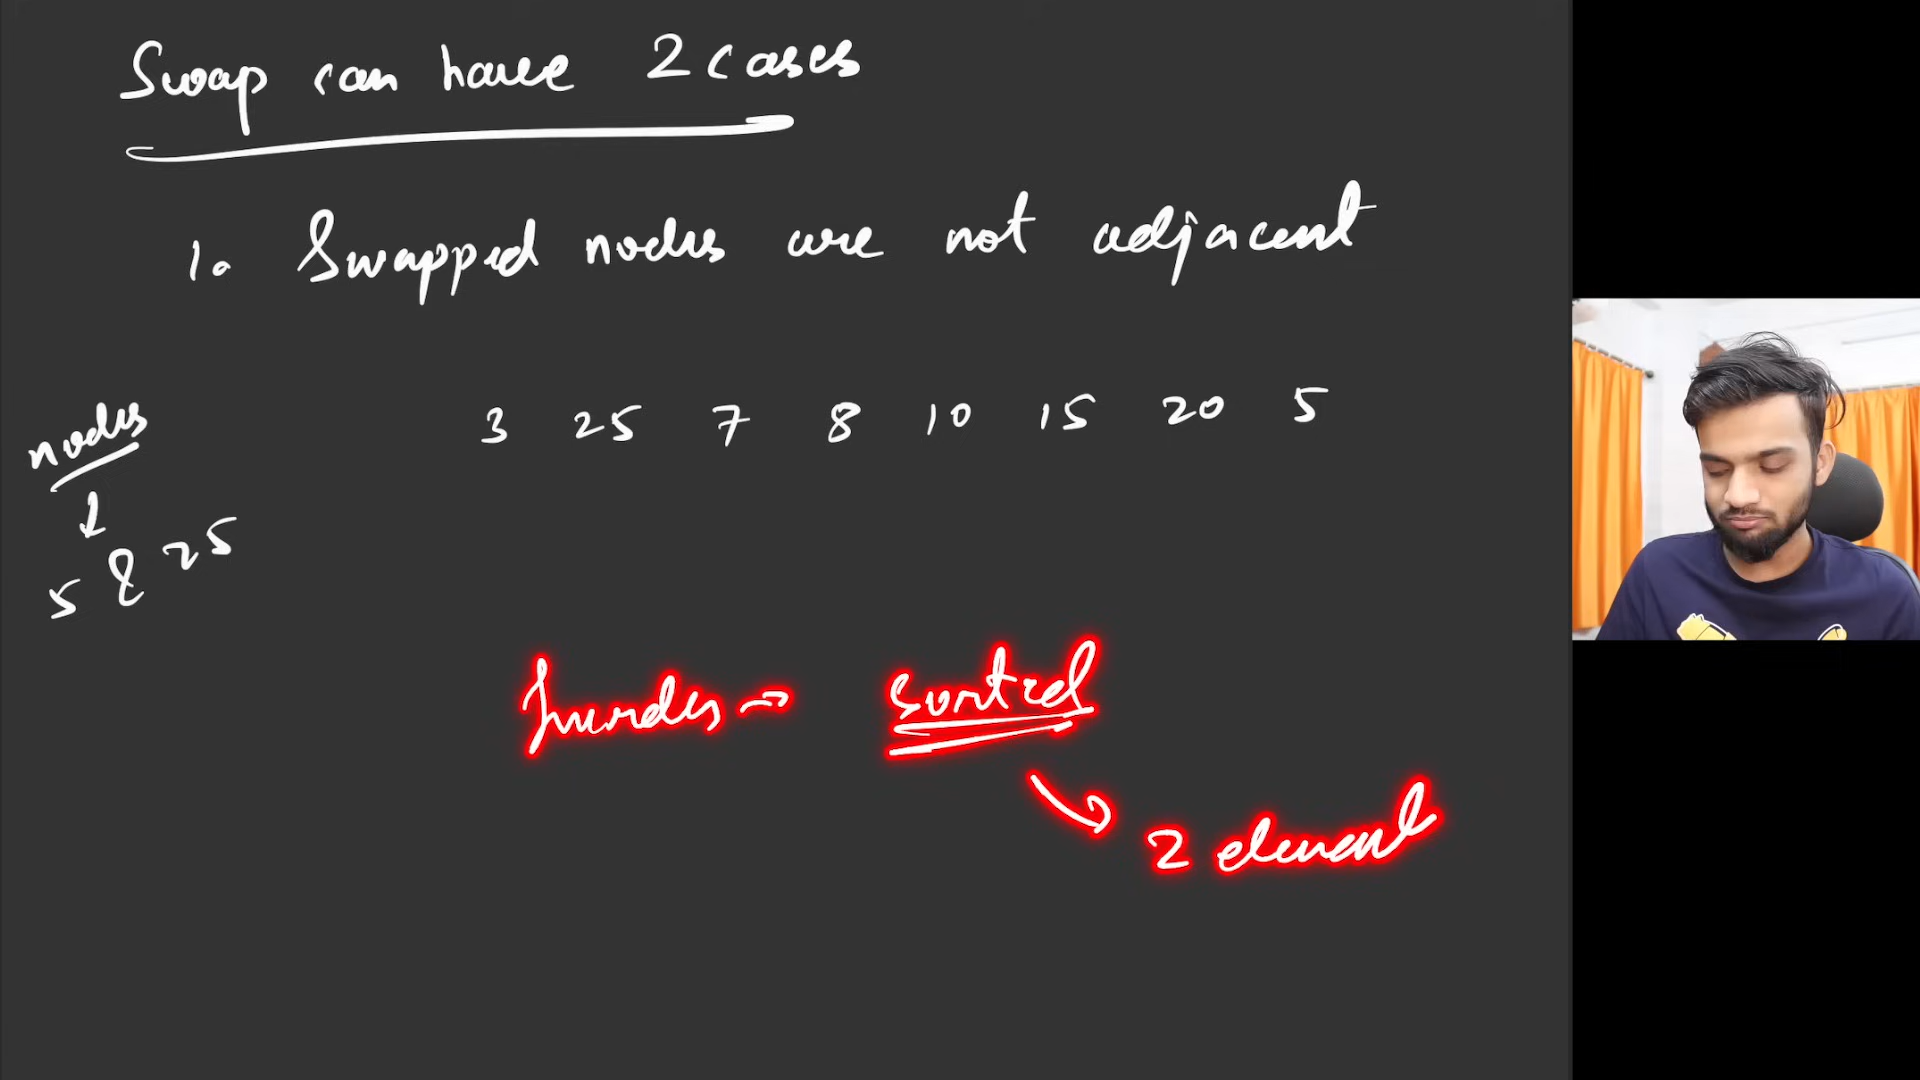 Swap can have 2 cases
1. Swapped nodes are not adjacent
nodes
3 25 7 8 10 15 20 5
5 & 25
Inorder → sorted
2 element